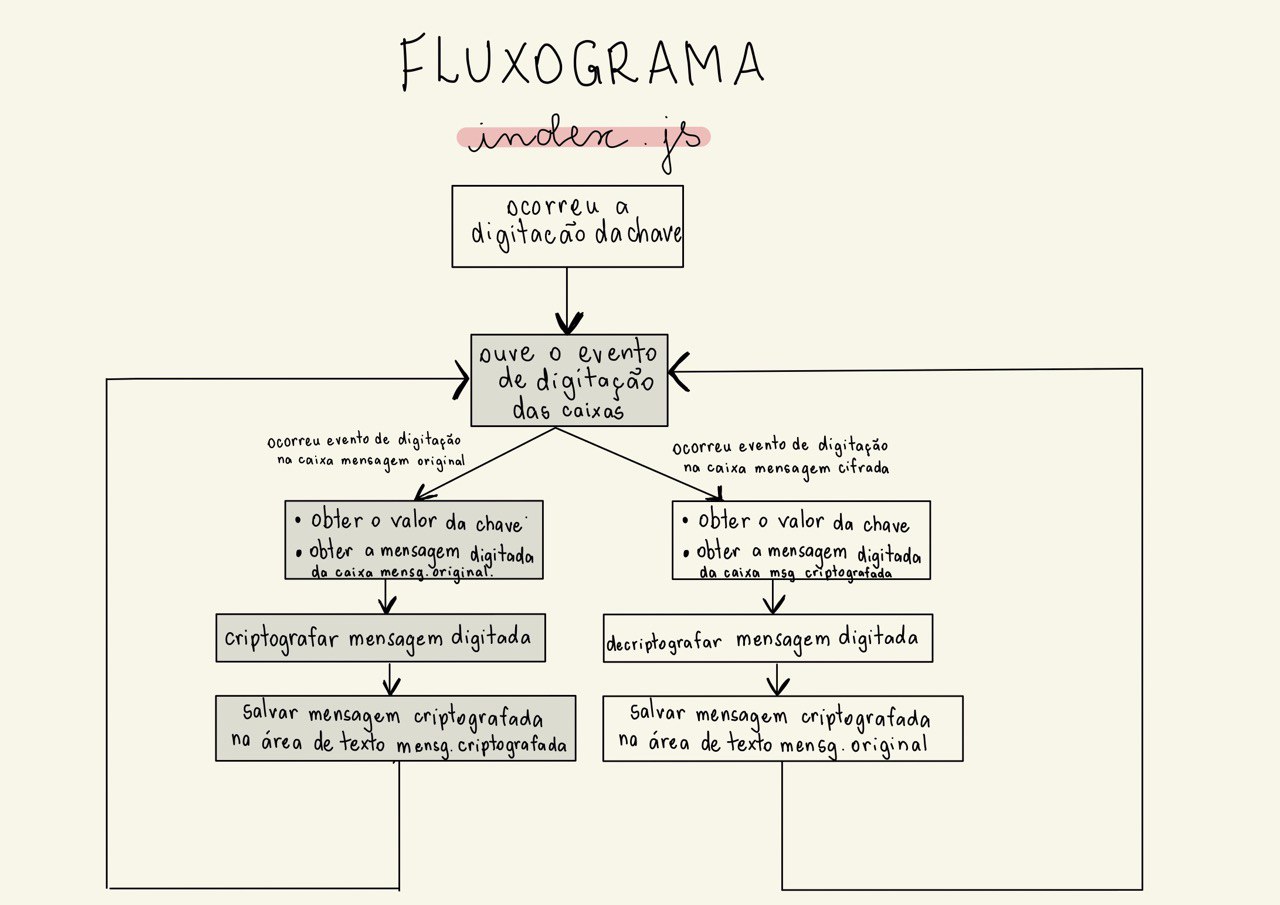 FLUXOGRAMA
index.js
ocorreu a
digitação da chave
ouve o evento
de digitação
das caixas
ocorreu evento de digitação
na caixa mensagem original
ocorreu evento de digitação
na caixa mensagem cifrada
• obter o valor da chave
• obter a mensagem digitada
da caixa mensg. original.
• obter o valor da chave
• obter a mensagem digitada
da caixa msg criptografada
criptografar mensagem digitada
decriptografar mensagem digitada
salvar mensagem criptografada
na área de texto mensg. criptografada
salvar mensagem criptografada
na área de texto mensg. original